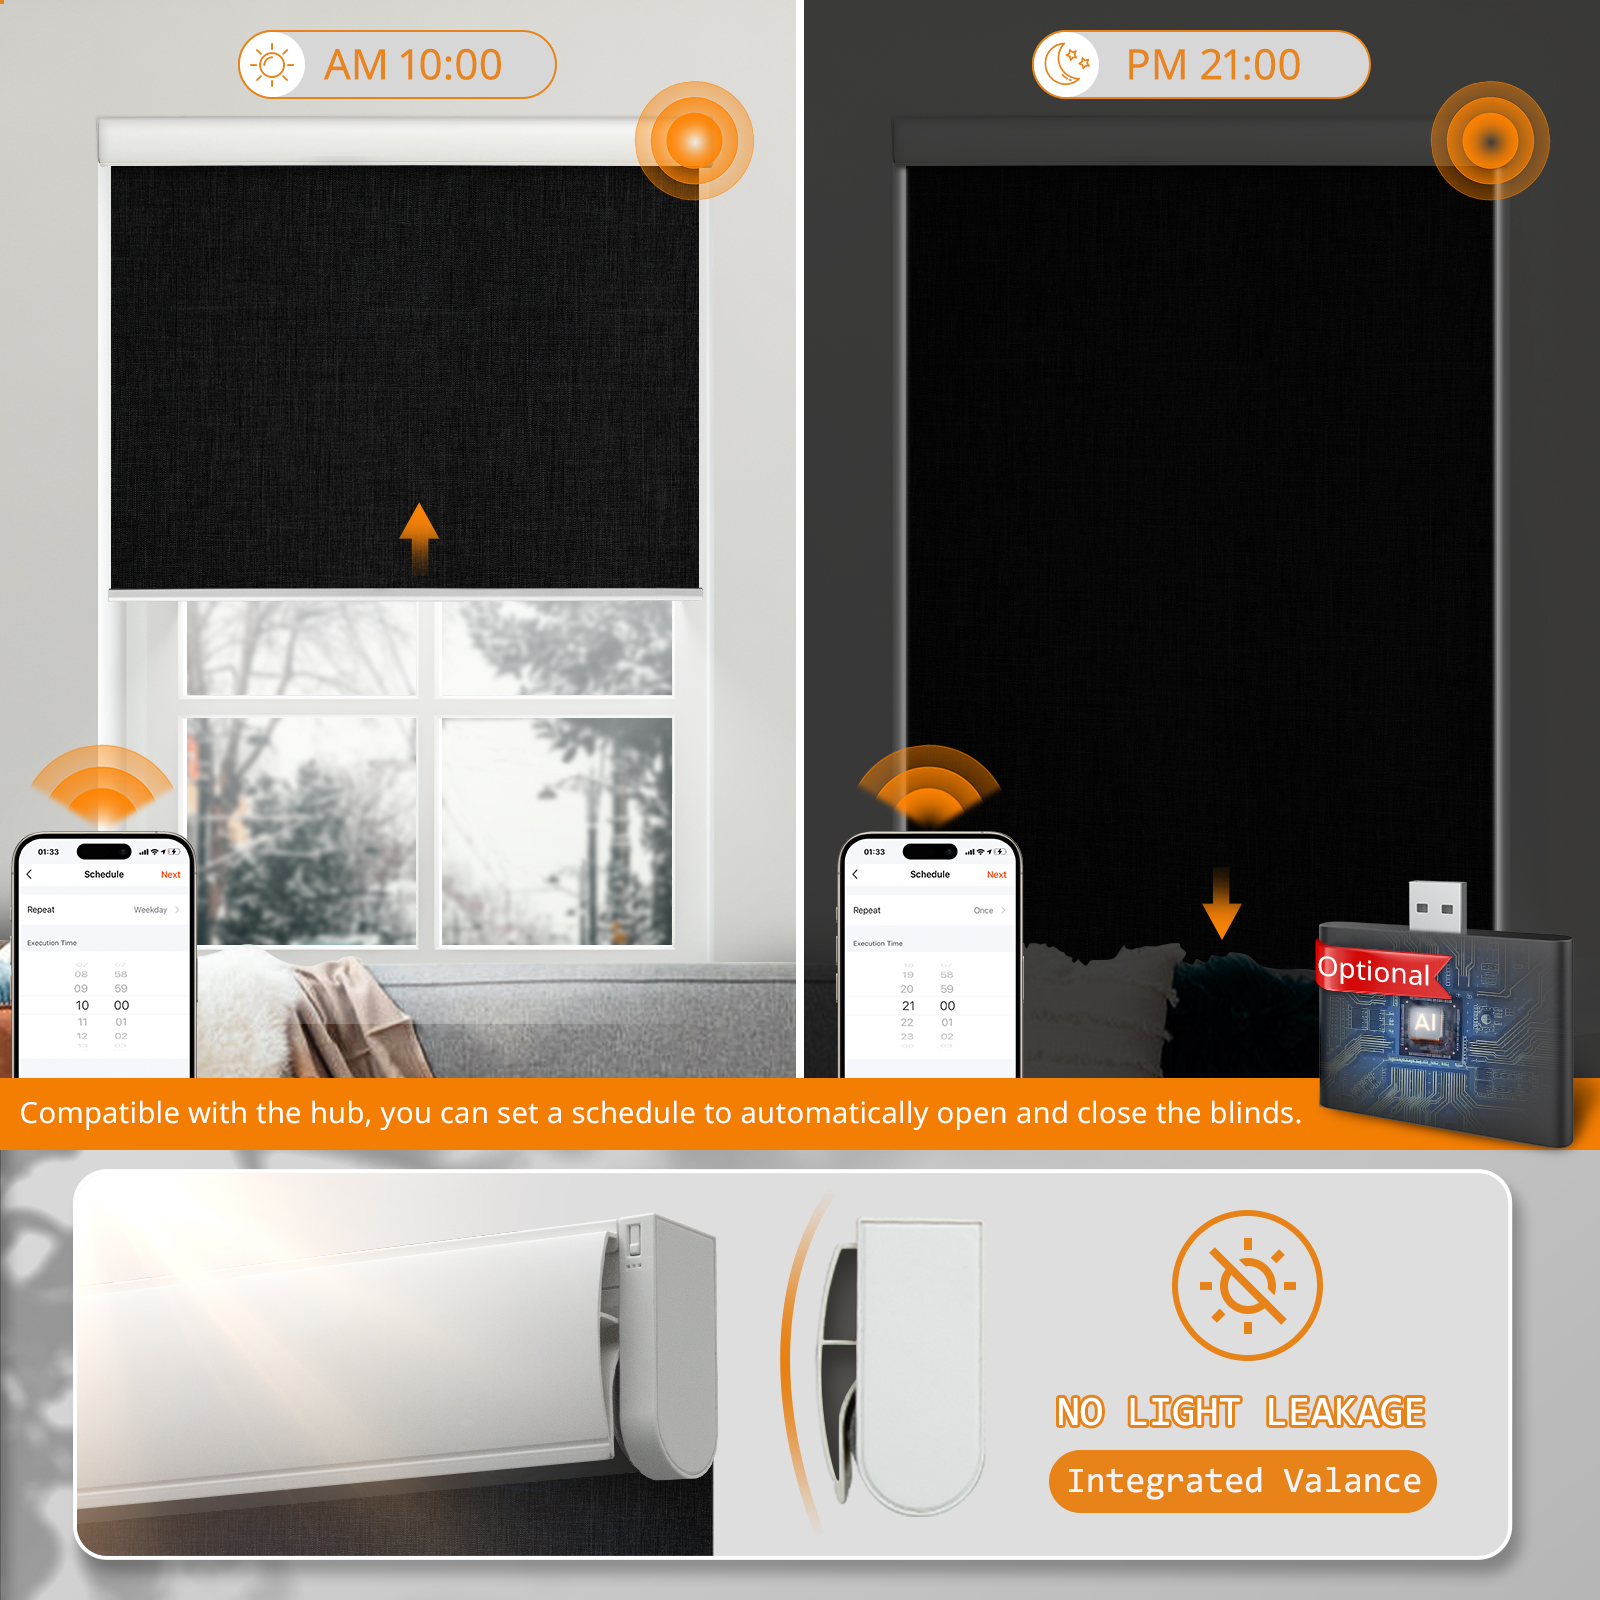 AM 10:00
PM 21:00
01:33
Schedule
Next
Repeat
Weekday
Execution Time
08 58
09 59
10 00
11 01
12 02
01:33
Schedule
Next
Repeat
Once
Execution Time
19 58
20 59
21 00
22 01
23 02
Optional
AI
Compatible with the hub, you can set a schedule to automatically open and close the blinds.
NO LIGHT LEAKAGE
Integrated Valance